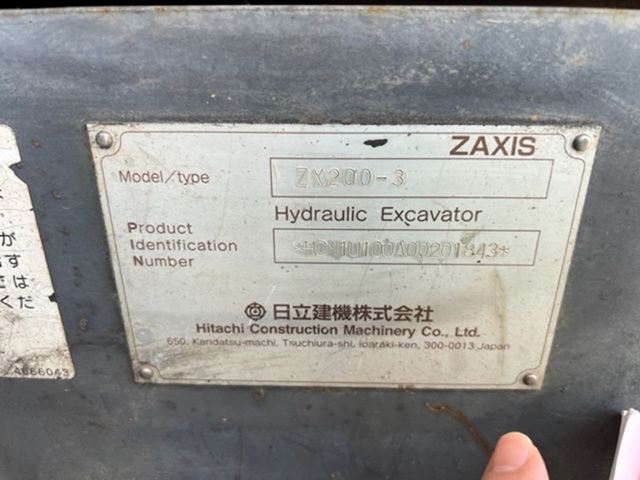 ZAXIS
Model/type
ZX200-3
Hydraulic Excavator
Product
Identification
Number
日立建機株式会社
Hitachi Construction Machinery Co., Ltd.
650, Kandatsu-machi, Tsuchiura-shi, Ibaraki-ken, 300-0013 Japan
が
す
は
くだ
4666043